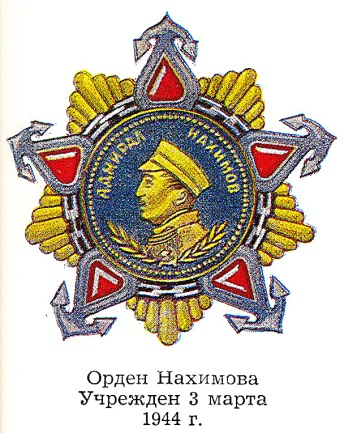 АДМИРАЛ НАХИМОВ
Орден Нахимова
Учрежден 3 марта
1944 г.